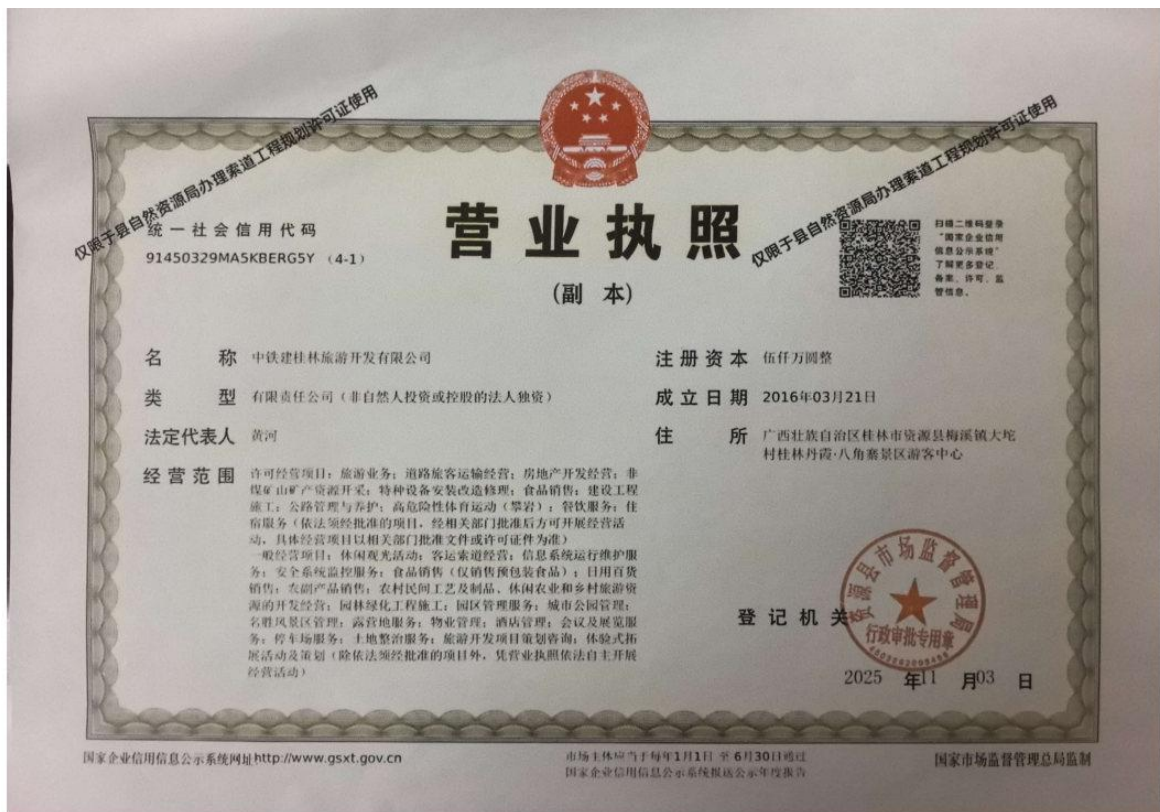 仅限于县自然资源局办理索道工程规划许可证使用
仅限于县自然资源局办理索道工程规划许可证使用
统一社会信用代码
91450329MA5KBERG5Y （4-1）
营业执照
(副 本)
扫描二维码登录
“国家企业信用
信息公示系统”
了解更多登记、
备案、许可、监
管信息。
名 称 中铁建桂林旅游开发有限公司
类 型 有限责任公司（非自然人投资或控股的法人独资）
法定代表人 黄河
经营范围 许可经营项目：旅游业务；道路旅客运输经营；房地产开发经营；非
煤矿山矿产资源开采；特种设备安装改造修理；食品销售；建设工程
施工；公路管理与养护；高危险性体育运动（攀岩）；餐饮服务；住
宿服务（依法须经批准的项目，经相关部门批准后方可开展经营活
动，具体经营项目以相关部门批准文件或许可证件为准）
一般经营项目：休闲观光活动；客运索道经营；信息系统运行维护服
务；安全系统监控服务；食品销售（仅销售预包装食品）；日用百货
销售；农副产品销售；农村民间工艺及制品、休闲农业和乡村旅游资
源的开发经营；园林绿化工程施工；园区管理服务；城市公园管理；
名胜风景区管理；露营地服务；物业管理；酒店管理；会议及展览服
务；停车场服务；土地整治服务；旅游开发项目策划咨询；体验式拓
展活动及策划（除依法须经批准的项目外，凭营业执照依法自主开展
经营活动）
注册资本 伍仟万圆整
成立日期 2016年03月21日
住 所 广西壮族自治区桂林市资源县梅溪镇大坨
村桂林丹霞·八角寨景区游客中心
登记机关
资源县市场监督管理局
行政审批专用章
2025 年11 月03 日
国家企业信用信息公示系统网址http://www.gsxt.gov.cn
市场主体应当于每年1月1日 至 6月30日通过
国家企业信用信息公示系统报送公示年度报告
国家市场监督管理总局监制